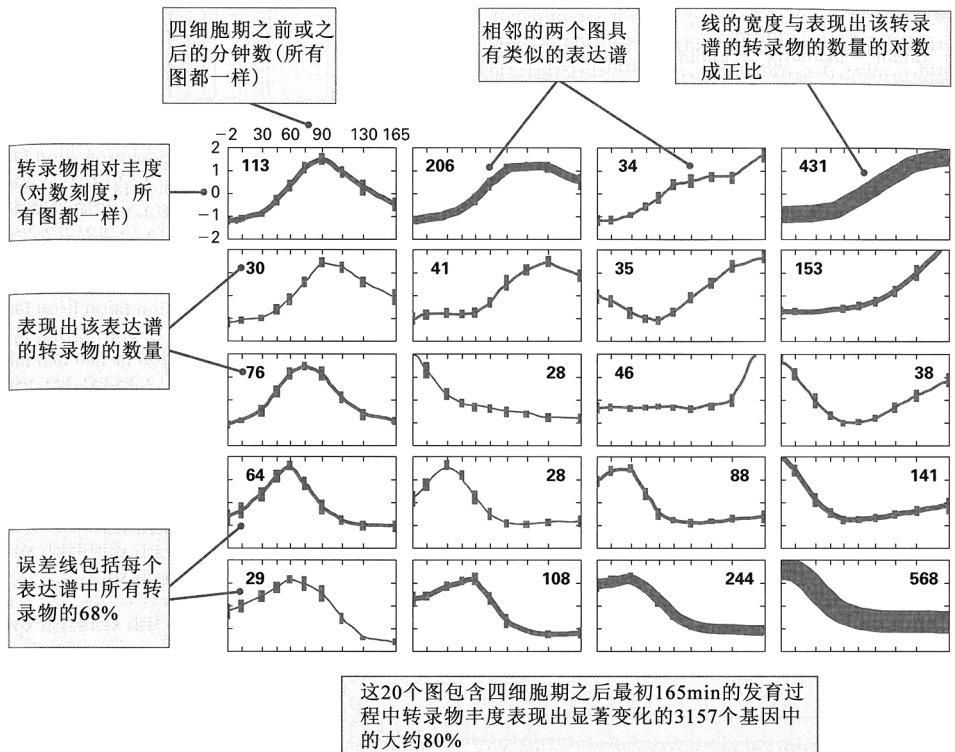 四细胞期之前或之
后的分钟数(所有
图都一样)
相邻的两个图具
有类似的表达谱
线的宽度与表现出该转录
谱的转录物的数量的对数
成正比
转录物相对丰度
(对数刻度，所
有图都一样)
−2 30 60 90 130 165
2
1
0
−1
−2
113
206
34
431
表现出该表达谱
的转录物的数量
30
41
35
153
76
28
46
38
64
28
88
141
误差线包括每个
表达谱中所有转
录物的68%
29
108
244
568
这20个图包含四细胞期之后最初165min的发育过
程中转录物丰度表现出显著变化的3157个基因中
的大约80%